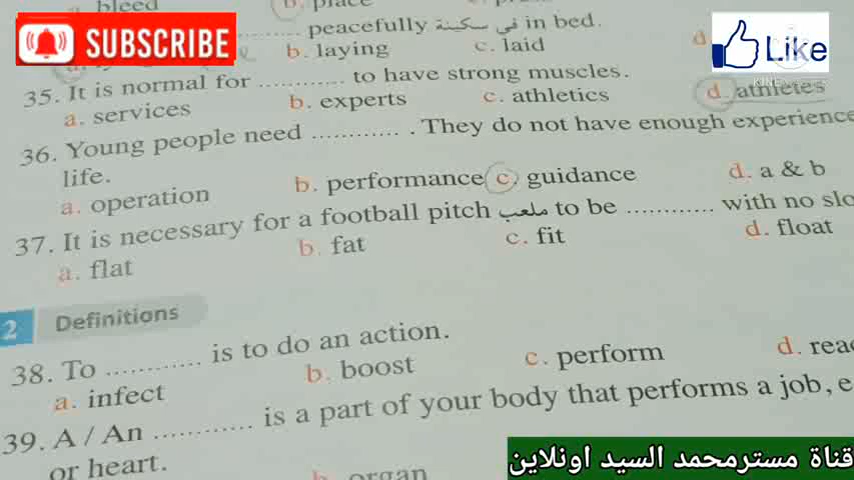 a. bleed b. place
SUBSCRIBE
............ peacefully في سكينة in bed.
b. laying c. laid d.
Like
35. It is normal for ............ to have strong muscles.
a. services b. experts c. athletics d. athletes
36. Young people need ............ . They do not have enough experience
life.
a. operation b. performance c. guidance d. a & b
37. It is necessary for a football pitch ملعب to be ............ with no slo
a. flat b. fat c. fit d. float
2 Definitions
38. To ............ is to do an action.
a. infect b. boost c. perform d. reac
39. A / An ............ is a part of your body that performs a job, e
or heart.
b. organ
قناة مسترمحمد السيد اونلاين